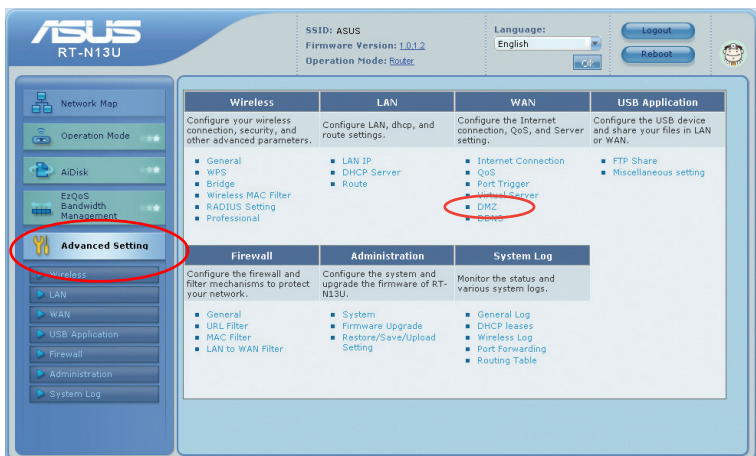 ASUS
RT-N13U
SSID: ASUS
Firmware Version: 1.0.1.2
Operation Mode: Router
Language:
English
Ok
Logout
Reboot
Network Map
Operation Mode
AiDisk
EzQoS
Bandwidth
Management
Advanced Setting
Wireless
LAN
WAN
USB Application
Firewall
Administration
System Log
Wireless
Configure your wireless
connection, security, and
other advanced parameters.
General
WPS
Bridge
Wireless MAC Filter
RADIUS Setting
Professional
LAN
Configure LAN, dhcp, and
route settings.
LAN IP
DHCP Server
Route
WAN
Configure the Internet
connection, QoS, and Server
setting.
Internet Connection
QoS
Port Trigger
Virtual Server
DMZ
DDNS
USB Application
Configure the USB device
and share your files in LAN
or WAN.
FTP Share
Miscellaneous setting
Firewall
Configure the firewall and
filter mechanisms to protect
your network.
General
URL Filter
MAC Filter
LAN to WAN Filter
Administration
Configure the system and
upgrade the firmware of RT-
N13U.
System
Firmware Upgrade
Restore/Save/Upload
Setting
System Log
Monitor the status and
various system logs.
General Log
DHCP leases
Wireless Log
Port Forwarding
Routing Table